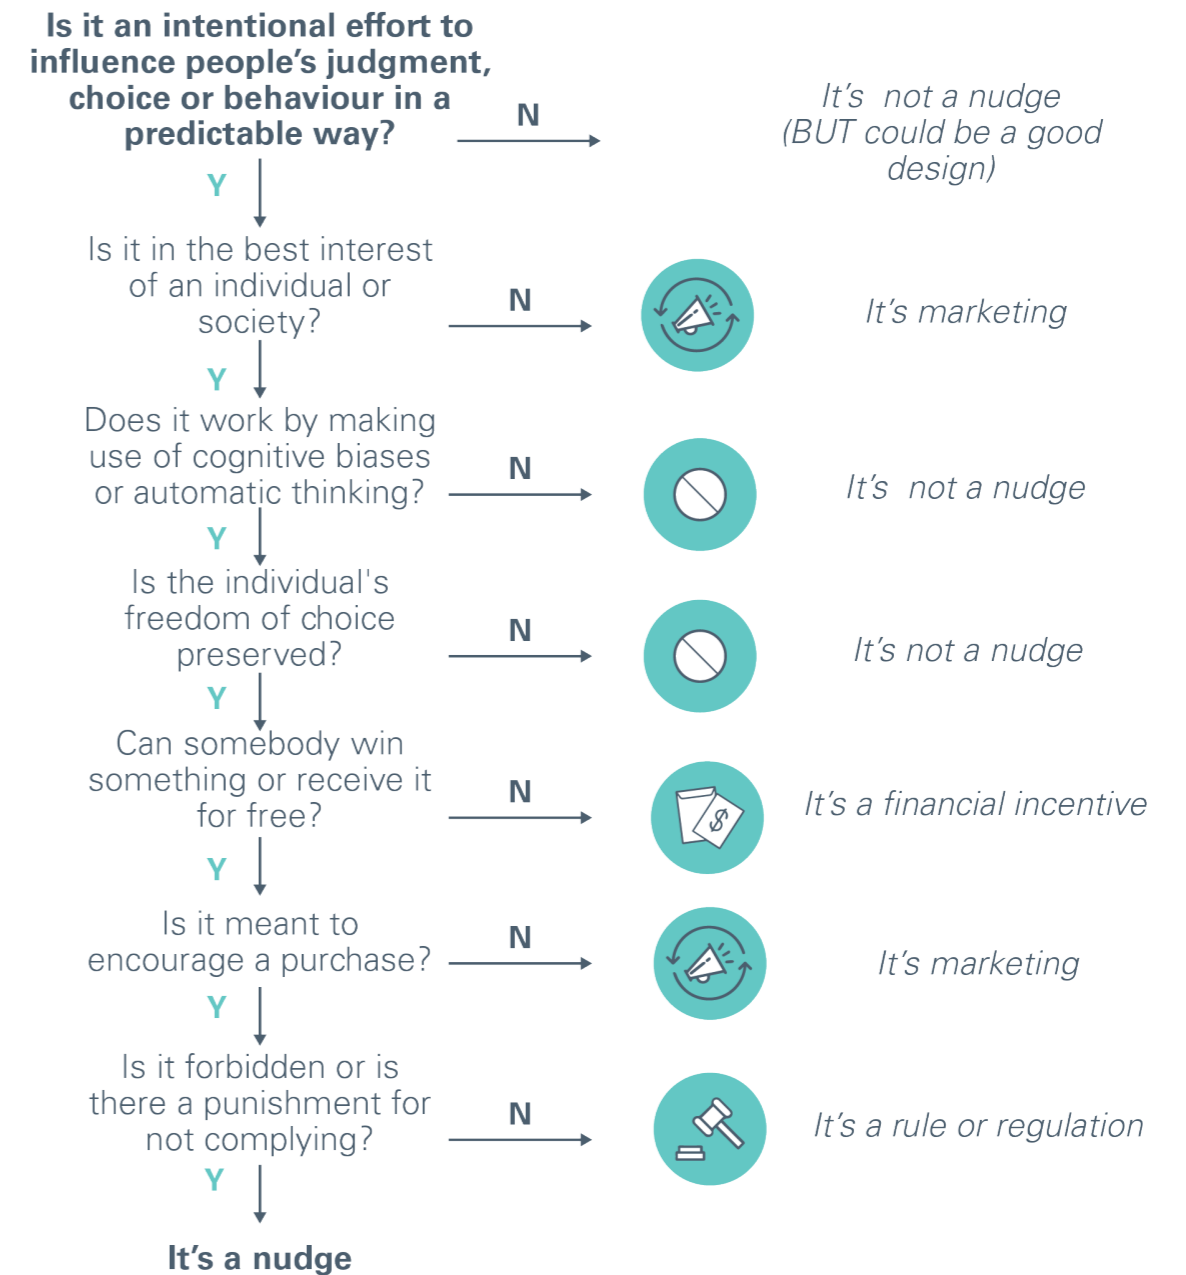 Is it an intentional effort to
influence people’s judgment,
choice or behaviour in a
predictable way?
N
It’s  not a nudge
(BUT could be a good
design)
Y
Is it in the best interest
of an individual or
society?
N
It’s marketing
Y
Does it work by making
use of cognitive biases
or automatic thinking?
N
It’s  not a nudge
Y
Is the individual's
freedom of choice
preserved?
N
It’s not a nudge
Y
Can somebody win
something or receive it
for free?
N
$
It’s a financial incentive
Y
Is it meant to
encourage a purchase?
N
It’s marketing
Y
Is it forbidden or is
there a punishment for
not complying?
N
It’s a rule or regulation
Y
It’s a nudge